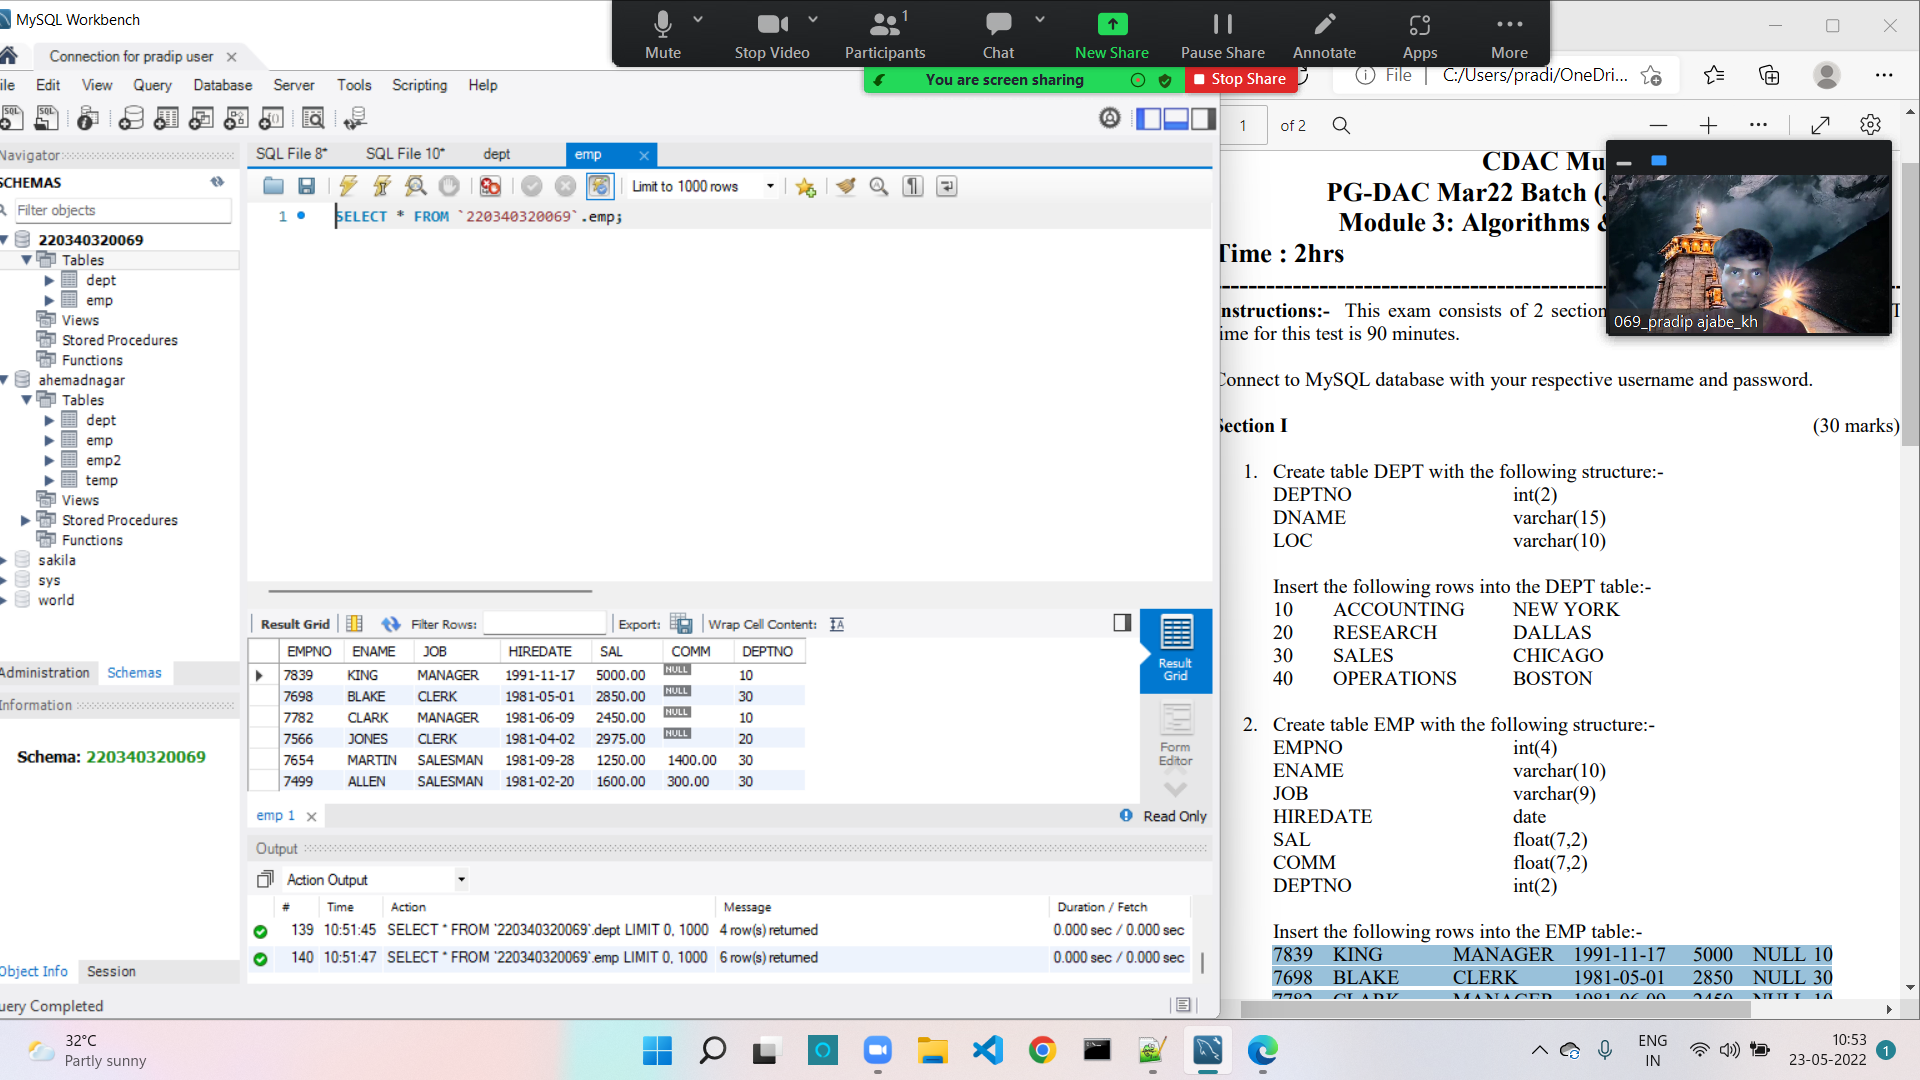 MySQL Workbench
Connection for pradip user
ile Edit View Query Database Server Tools Scripting Help
Mute Stop Video Participants 1 Chat New Share Pause Share Annotate Apps More
You are screen sharing Stop Share
File C:/Users/pradi/OneDri...
1 of 2
Navigator
SCHEMAS
Filter objects
220340320069
Tables
dept
emp
Views
Stored Procedures
Functions
ahemadnagar
Tables
dept
emp
emp2
temp
Views
Stored Procedures
Functions
sakila
sys
world
Administration Schemas
Information
Schema: 220340320069
Object Info Session
uery Completed
SQL File 8* SQL File 10* dept emp
Limit to 1000 rows
1 SELECT * FROM `220340320069`.emp;
Result Grid Filter Rows: Export: Wrap Cell Content:
EMPNO ENAME JOB HIREDATE SAL COMM DEPTNO
7839 KING MANAGER 1991-11-17 5000.00 NULL 10
7698 BLAKE CLERK 1981-05-01 2850.00 NULL 30
7782 CLARK MANAGER 1981-06-09 2450.00 NULL 10
7566 JONES CLERK 1981-04-02 2975.00 NULL 20
7654 MARTIN SALESMAN 1981-09-28 1250.00 1400.00 30
7499 ALLEN SALESMAN 1981-02-20 1600.00 300.00 30
Result Grid
Form Editor
emp 1
Read Only
Output
Action Output
# Time Action Message Duration / Fetch
139 10:51:45 SELECT * FROM `220340320069`.dept LIMIT 0, 1000 4 row(s) returned 0.000 sec / 0.000 sec
140 10:51:47 SELECT * FROM `220340320069`.emp LIMIT 0, 1000 6 row(s) returned 0.000 sec / 0.000 sec
CDAC Mu
PG-DAC Mar22 Batch (
Module 3: Algorithms &
Time : 2hrs
069_pradip ajabe_kh
nstructions:- This exam consists of 2 section
ime for this test is 90 minutes.
Connect to MySQL database with your respective username and password.
Section I (30 marks)
1. Create table DEPT with the following structure:-
DEPTNO int(2)
DNAME varchar(15)
LOC varchar(10)
Insert the following rows into the DEPT table:-
10 ACCOUNTING NEW YORK
20 RESEARCH DALLAS
30 SALES CHICAGO
40 OPERATIONS BOSTON
2. Create table EMP with the following structure:-
EMPNO int(4)
ENAME varchar(10)
JOB varchar(9)
HIREDATE date
SAL float(7,2)
COMM float(7,2)
DEPTNO int(2)
Insert the following rows into the EMP table:-
7839 KING MANAGER 1991-11-17 5000 NULL 10
7698 BLAKE CLERK 1981-05-01 2850 NULL 30
7782 CLARK MANAGER 1981-06-09 2450 NULL 10
32°C
Partly sunny
ENG
IN
10:53
23-05-2022
1